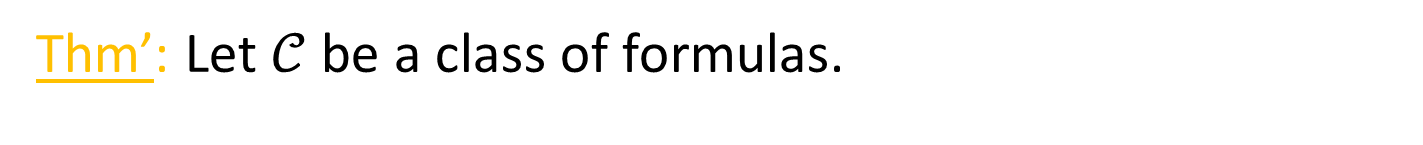 Thm’: Let 𝒞 be a class of formulas.